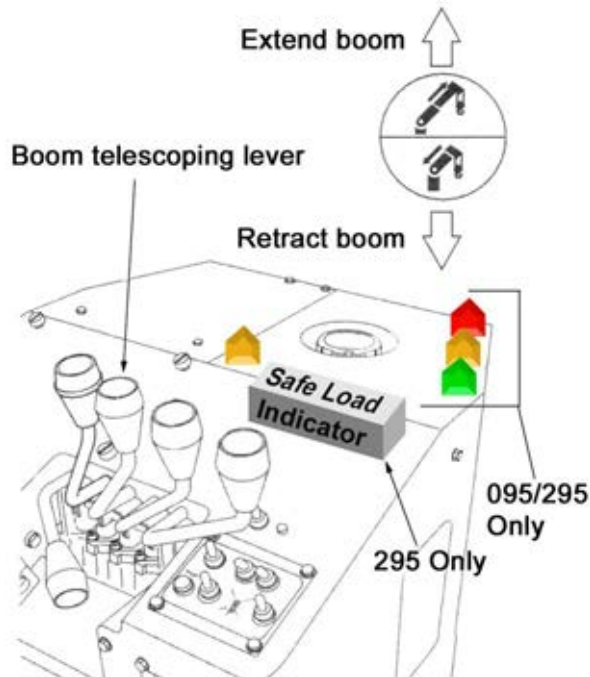 Extend boom
Boom telescoping lever
Retract boom
Safe Load
Indicator
095/295
Only
295 Only